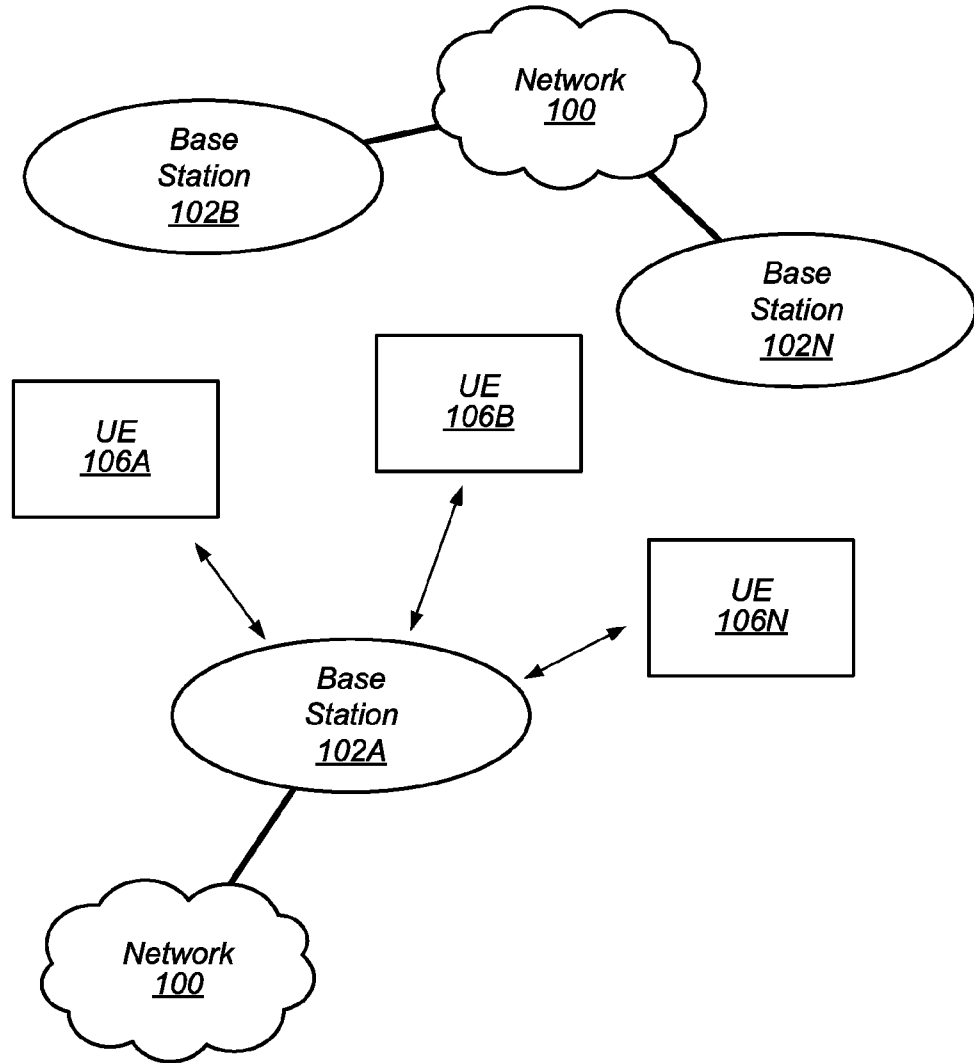 Network
100
Base
Station
102B
Base
Station
102N
UE
106B
UE
106A
UE
106N
Base
Station
102A
Network
100